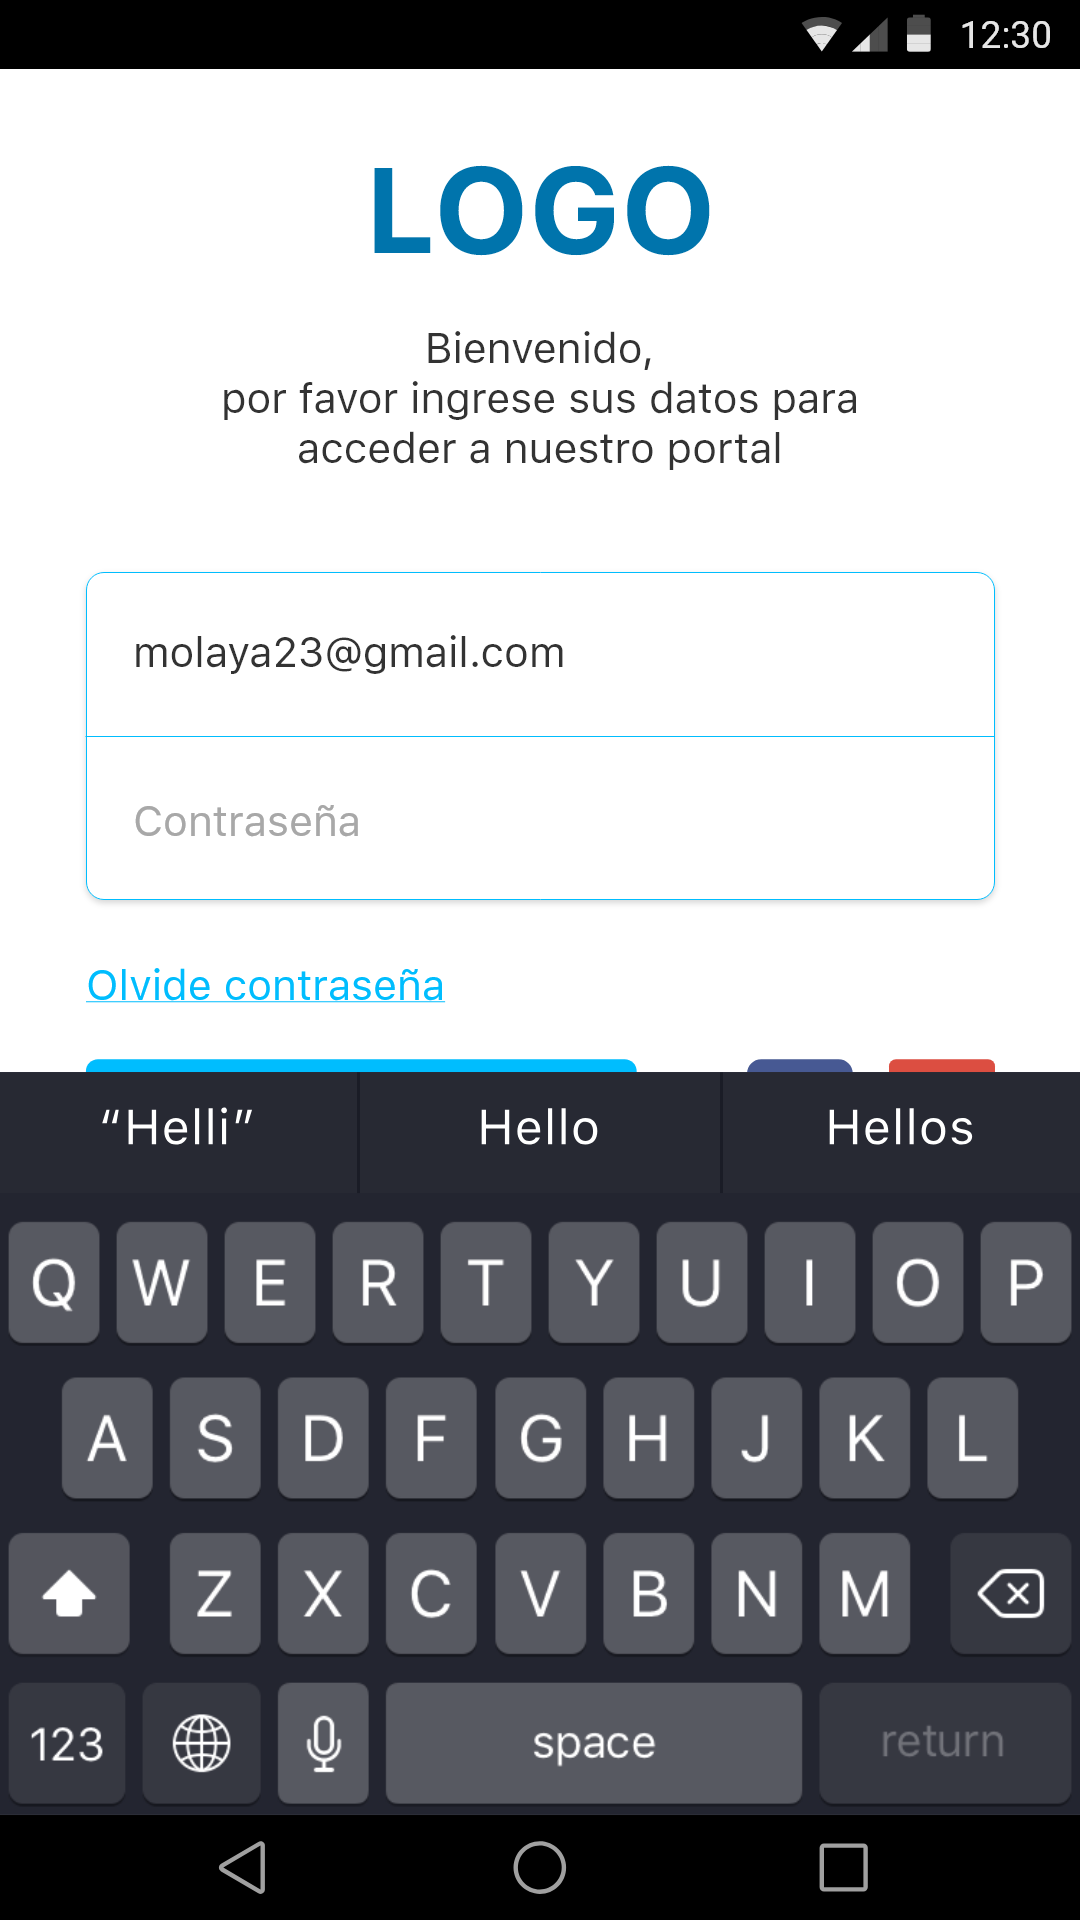 12:30
LOGO
Bienvenido,
por favor ingrese sus datos para
acceder a nuestro portal
molaya23@gmail.com
Contraseña
Olvide contraseña
“Helli” Hello Hellos
Q W E R T Y U I O P
A S D F G H J K L
Z X C V B N M
123 space return